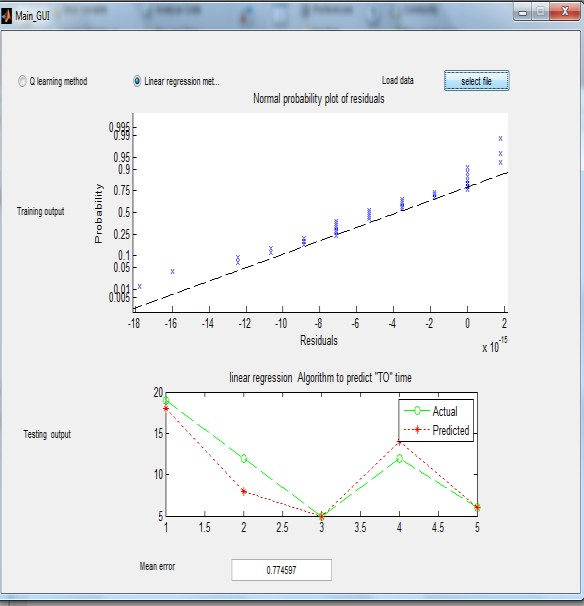 Main_GUI
Q learning method
Linear regression met...
Load data
select file
Normal probability plot of residuals
0.995
0.99
0.95
0.9
0.75
0.5
0.25
0.1
0.05
0.01
0.005
Probability
Training output
-18 -16 -14 -12 -10 -8 -6 -4 -2 0 2
Residuals
x 10-15
linear regression Algorithm to predict "TO" time
20
15
10
5
Actual
Predicted
Testing output
1 1.5 2 2.5 3 3.5 4 4.5 5
Mean error
0.774597